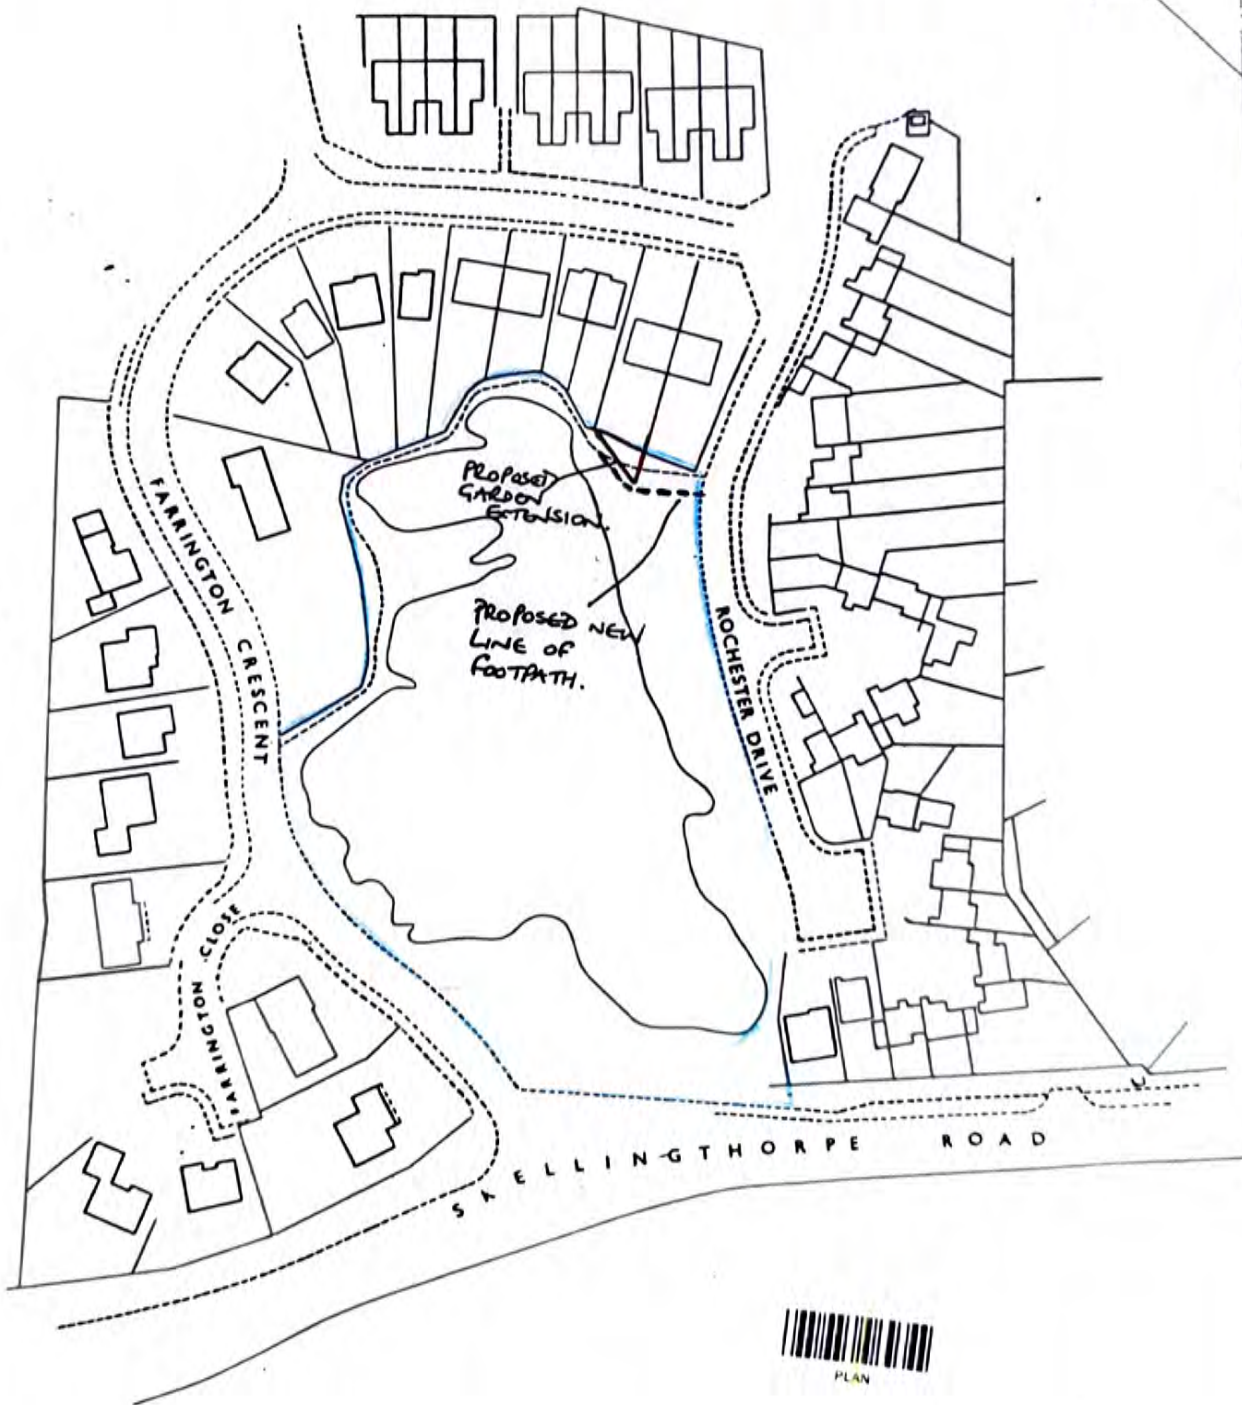 PROPOSED
GARDEN
EXTENSION.
PROPOSED NEW
LINE OF
FOOTPATH.
FARRINGTON CRESCENT
ROCHESTER DRIVE
FARRINGTON CLOSE
SKELLINGTHORPE ROAD
PLAN